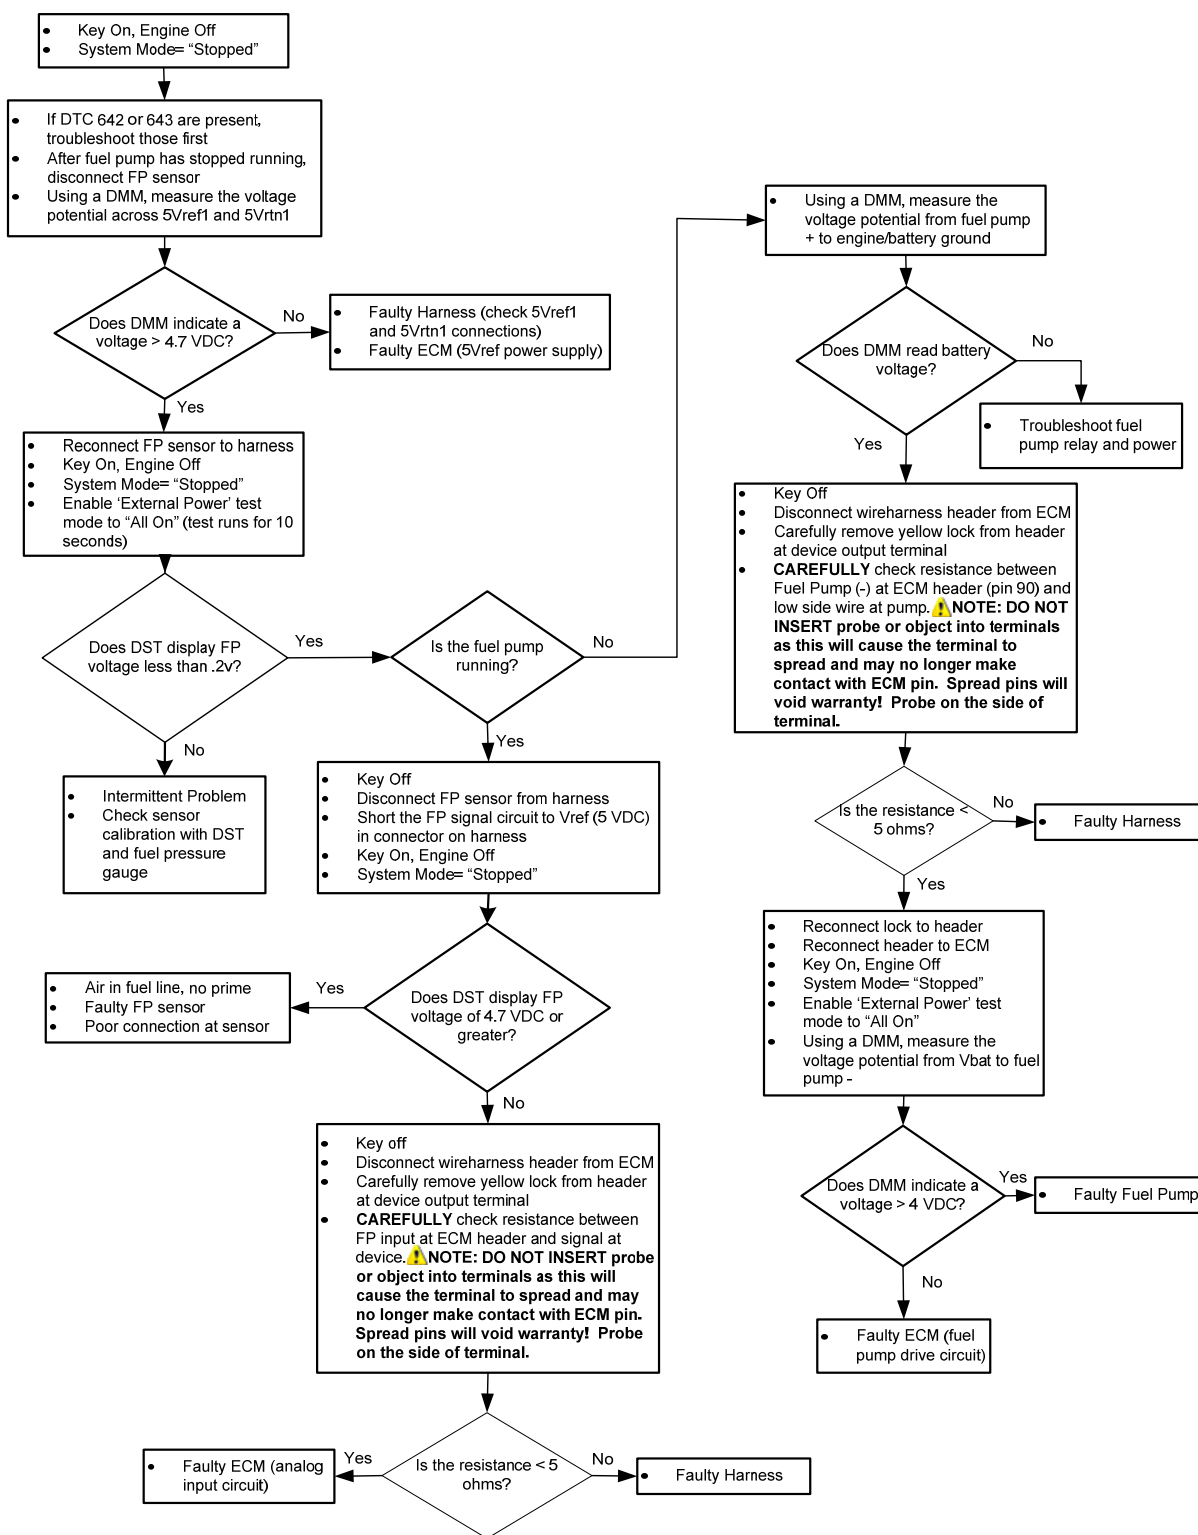 • Key On, Engine Off
• System Mode= “Stopped”
• If DTC 642 or 643 are present,
troubleshoot those first
• After fuel pump has stopped running,
disconnect FP sensor
• Using a DMM, measure the voltage
potential across 5Vref1 and 5Vrtn1
Does DMM indicate a
voltage > 4.7 VDC?
No
• Faulty Harness (check 5Vref1
and 5Vrtn1 connections)
• Faulty ECM (5Vref power supply)
Yes
• Reconnect FP sensor to harness
• Key On, Engine Off
• System Mode= “Stopped”
• Enable ‘External Power’ test
mode to “All On” (test runs for 10
seconds)
Does DST display FP
voltage less than .2v?
No
• Intermittent Problem
• Check sensor
calibration with DST
and fuel pressure
gauge
Yes
Is the fuel pump
running?
Yes
• Key Off
• Disconnect FP sensor from harness
• Short the FP signal circuit to Vref (5 VDC)
in connector on harness
• Key On, Engine Off
• System Mode= “Stopped”
Does DST display FP
voltage of 4.7 VDC or
greater?
Yes
• Air in fuel line, no prime
• Faulty FP sensor
• Poor connection at sensor
No
• Key off
• Disconnect wireharness header from ECM
• Carefully remove yellow lock from header
at device output terminal
• CAREFULLY check resistance between
FP input at ECM header and signal at
device. NOTE: DO NOT INSERT probe
or object into terminals as this will
cause the terminal to spread and may
no longer make contact with ECM pin.
Spread pins will void warranty! Probe
on the side of terminal.
Is the resistance < 5
ohms?
Yes
• Faulty ECM (analog
input circuit)
No
• Faulty Harness
No
• Using a DMM, measure the
voltage potential from fuel pump
+ to engine/battery ground
Does DMM read battery
voltage?
No
• Troubleshoot fuel
pump relay and power
Yes
• Key Off
• Disconnect wireharness header from ECM
• Carefully remove yellow lock from header
at device output terminal
• CAREFULLY check resistance between
Fuel Pump (-) at ECM header (pin 90) and
low side wire at pump. NOTE: DO NOT
INSERT probe or object into terminals
as this will cause the terminal to
spread and may no longer make
contact with ECM pin. Spread pins will
void warranty! Probe on the side of
terminal.
Is the resistance <
5 ohms?
No
• Faulty Harness
Yes
• Reconnect lock to header
• Reconnect header to ECM
• Key On, Engine Off
• System Mode= “Stopped”
• Enable ‘External Power’ test
mode to “All On”
• Using a DMM, measure the
voltage potential from Vbat to fuel
pump -
Does DMM indicate a
voltage > 4 VDC?
Yes
• Faulty Fuel Pump
No
• Faulty ECM (fuel
pump drive circuit)